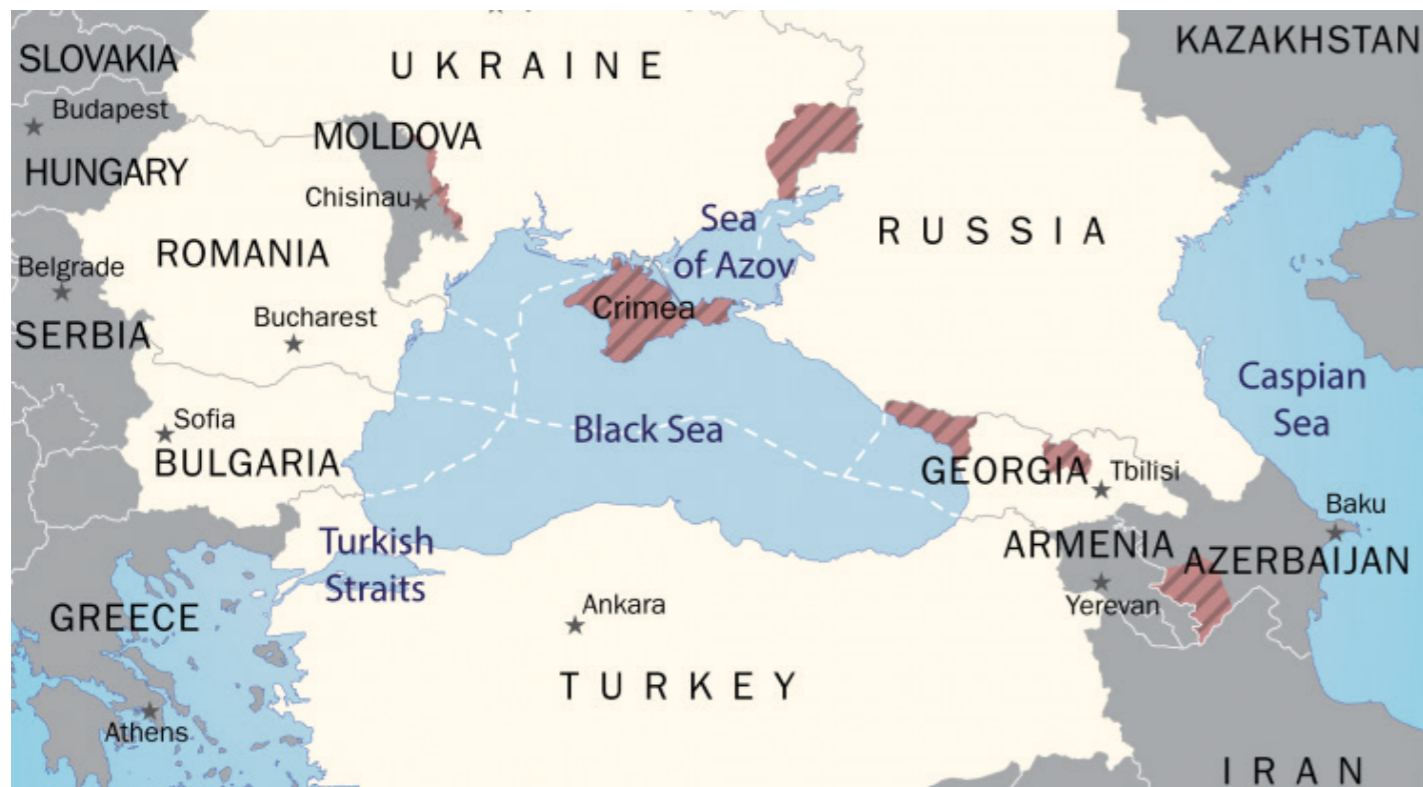 KAZAKHSTAN
SLOVAKIA
UKRAINE
Budapest
MOLDOVA
HUNGARY
Chisinau
Sea
of Azov
RUSSIA
ROMANIA
Belgrade
Crimea
Bucharest
SERBIA
Caspian
Sea
Sofia
Black Sea
BULGARIA
GEORGIA
Tbilisi
Baku
Turkish
Straits
ARMENIA
AZERBAIJAN
Ankara
Yerevan
GREECE
TURKEY
Athens
IRAN